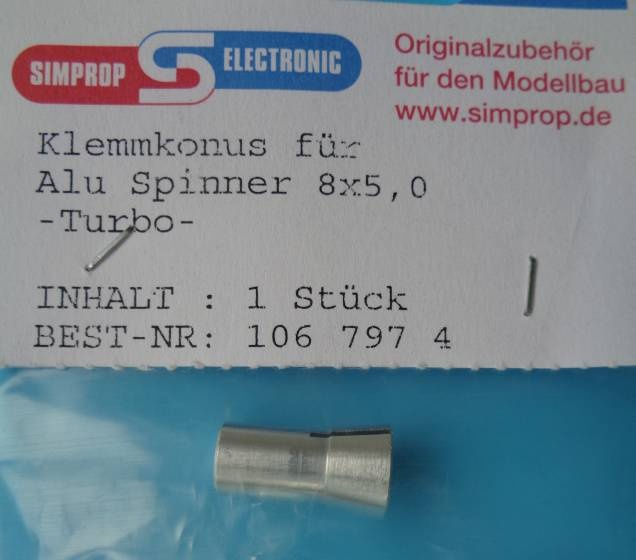 SIMPROP ELECTRONIC
Originalzubehör
für den Modellbau
www.simprop.de
Klemmkonus für
Alu Spinner 8x5,0
-Turbo-
INHALT : 1 Stück
BEST-NR: 106 797 4